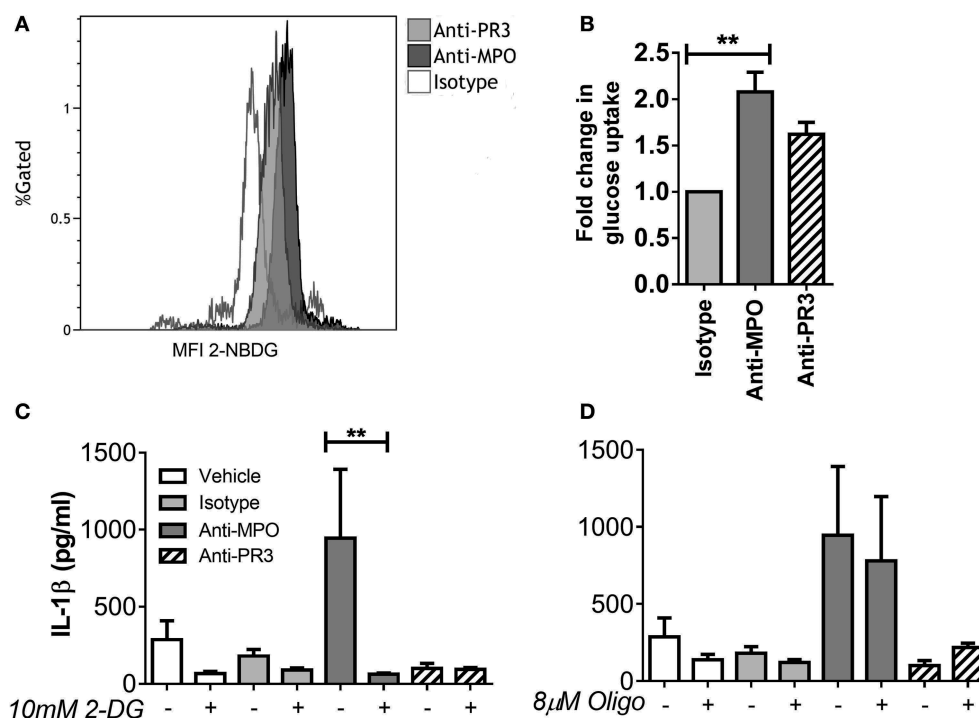 A
Anti-PR3
Anti-MPO
Isotype
%Gated
1
0.5
0
MFI 2-NBDG
B
**
Fold change in
glucose uptake
2.5
2.0
1.5
1.0
0.5
0.0
Isotype
Anti-MPO
Anti-PR3
C
**
IL-1β (pg/ml)
1500
1000
500
0
Vehicle
Isotype
Anti-MPO
Anti-PR3
10mM 2-DG - + - + - + - +
D
1500
1000
500
0
8μM Oligo - + - + - + - +